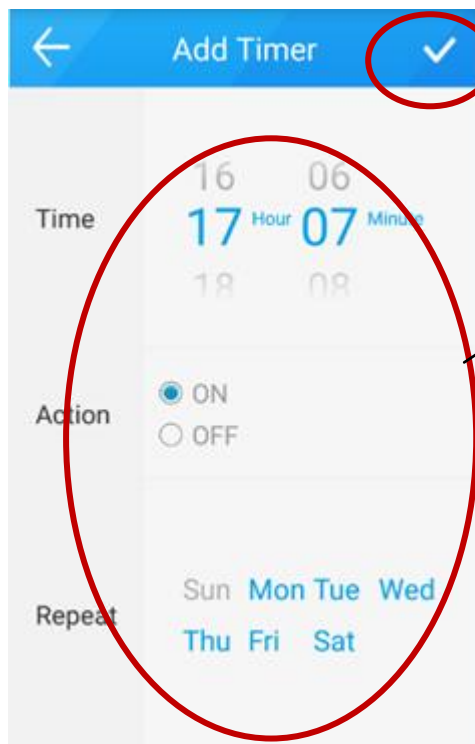 Add Timer
16 06
Time 17 Hour 07 Minute
18 08
Action
ON
OFF
Repeat
Sun Mon Tue Wed
Thu Fri Sat